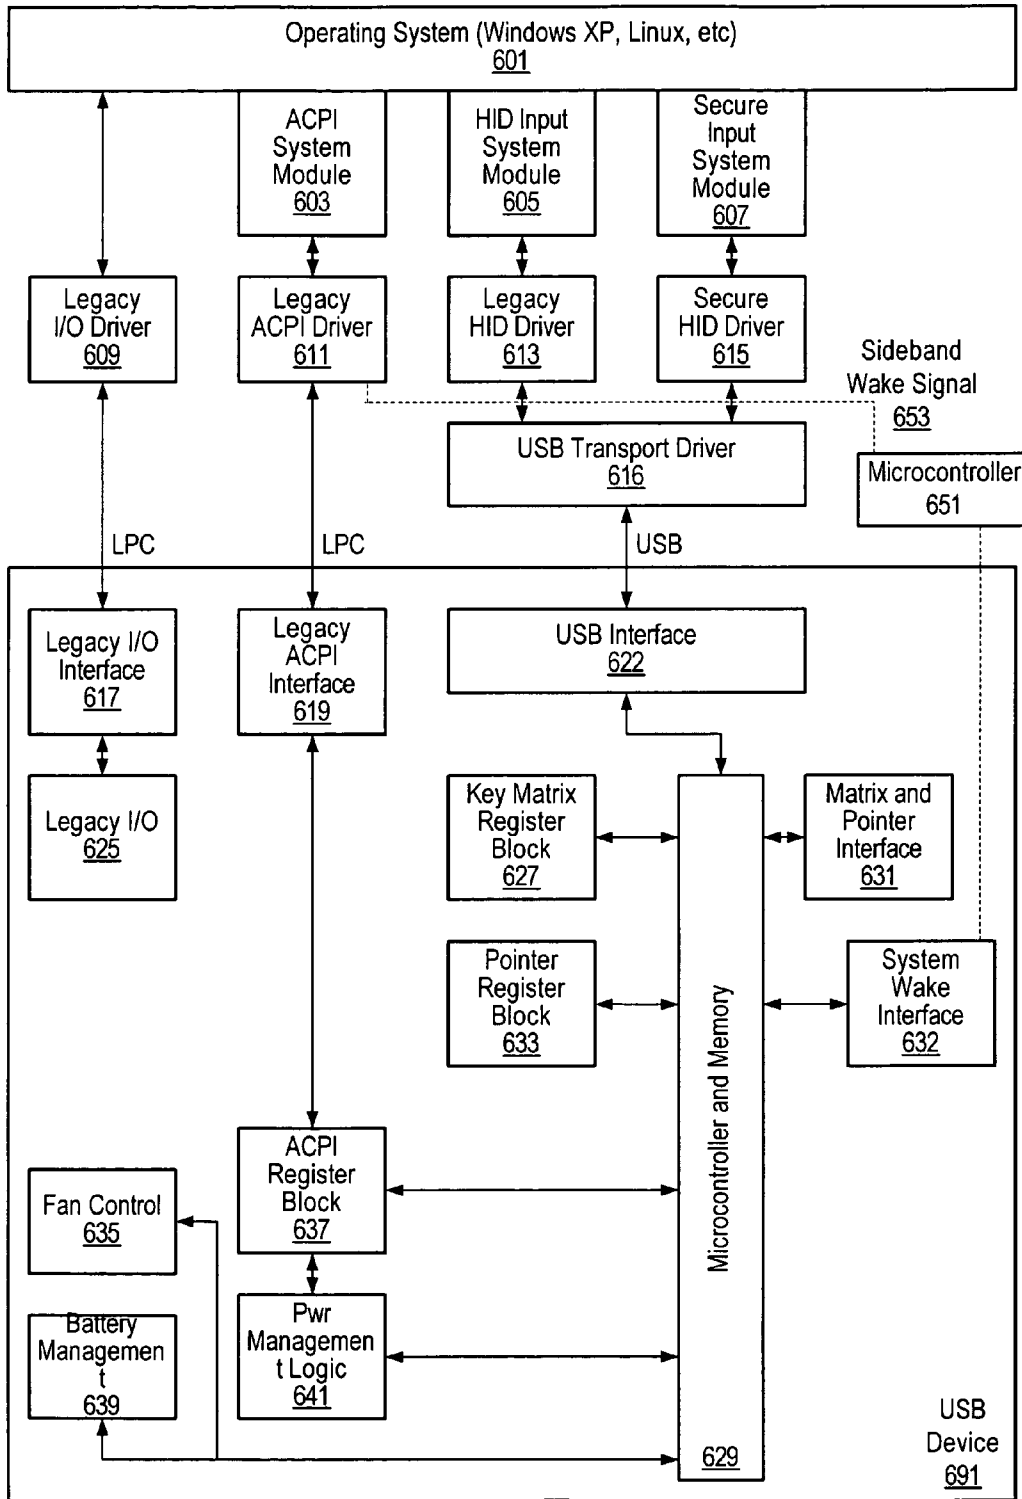 Operating System (Windows XP, Linux, etc)
601
ACPI
System
Module
603
HID Input
System
Module
605
Secure
Input
System
Module
607
Legacy
I/O Driver
609
Legacy
ACPI Driver
611
Legacy
HID Driver
613
Secure
HID Driver
615
Sideband
Wake Signal
653
USB Transport Driver
616
Microcontroller
651
LPC
LPC
USB
Legacy I/O
Interface
617
Legacy
ACPI
Interface
619
USB Interface
622
Legacy I/O
625
Key Matrix
Register
Block
627
Matrix and
Pointer
Interface
631
Pointer
Register
Block
633
System
Wake
Interface
632
Microcontroller and Memory
629
ACPI
Register
Block
637
Fan Control
635
Battery
Managemen
t
639
Pwr
Managemen
t Logic
641
USB
Device
691